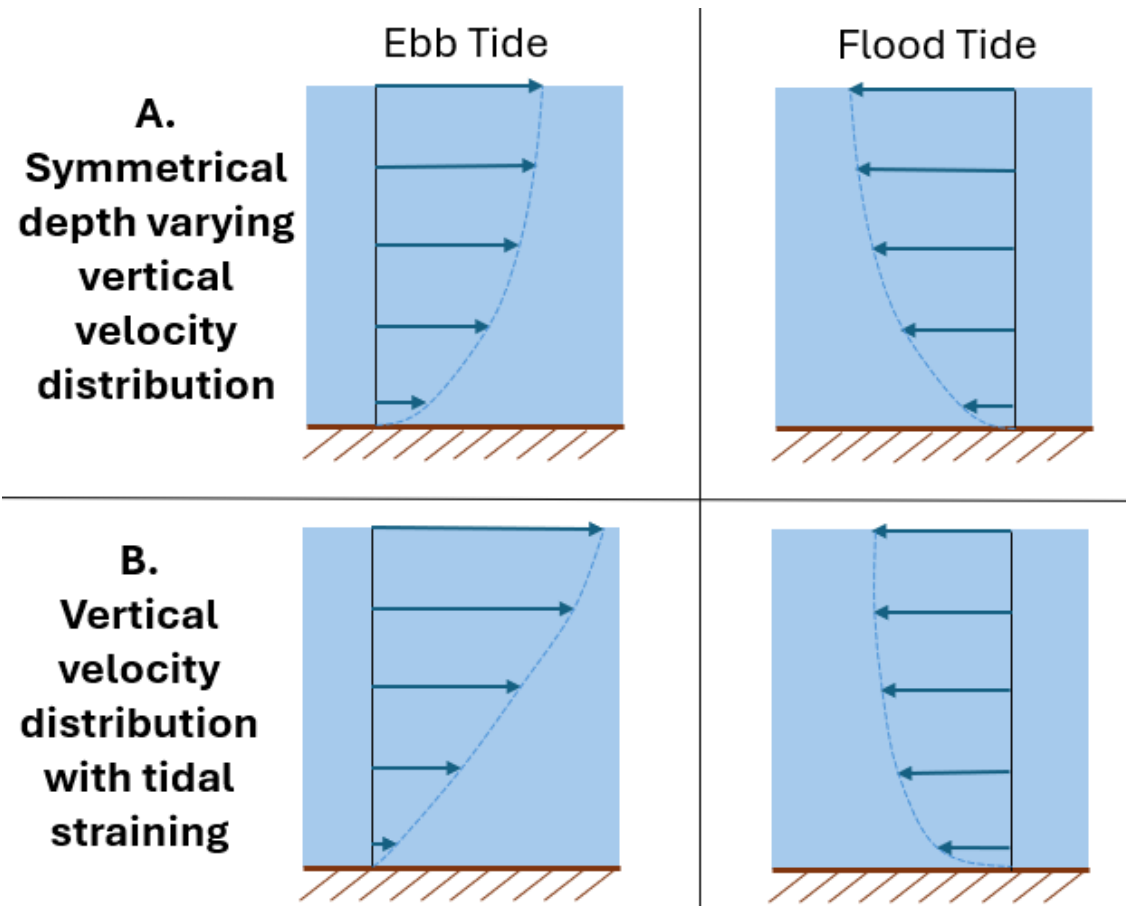 Ebb Tide
Flood Tide
A.
Symmetrical
depth varying
vertical
velocity
distribution
B.
Vertical
velocity
distribution
with tidal
straining